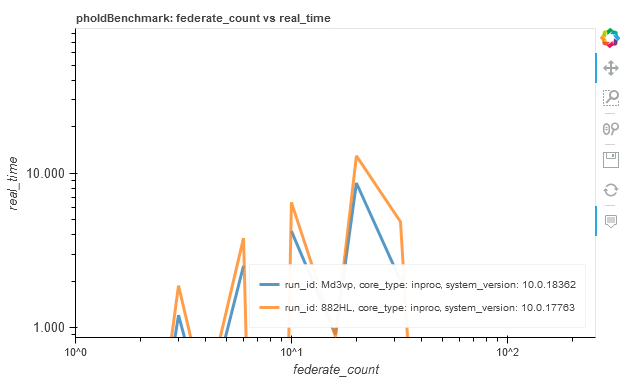 pholdBenchmark: federate_count vs real_time
real_time
10.000
1.000
run_id: Md3vp, core_type: inproc, system_version: 10.0.18362
run_id: 882HL, core_type: inproc, system_version: 10.0.17763
10^0
10^1
10^2
federate_count